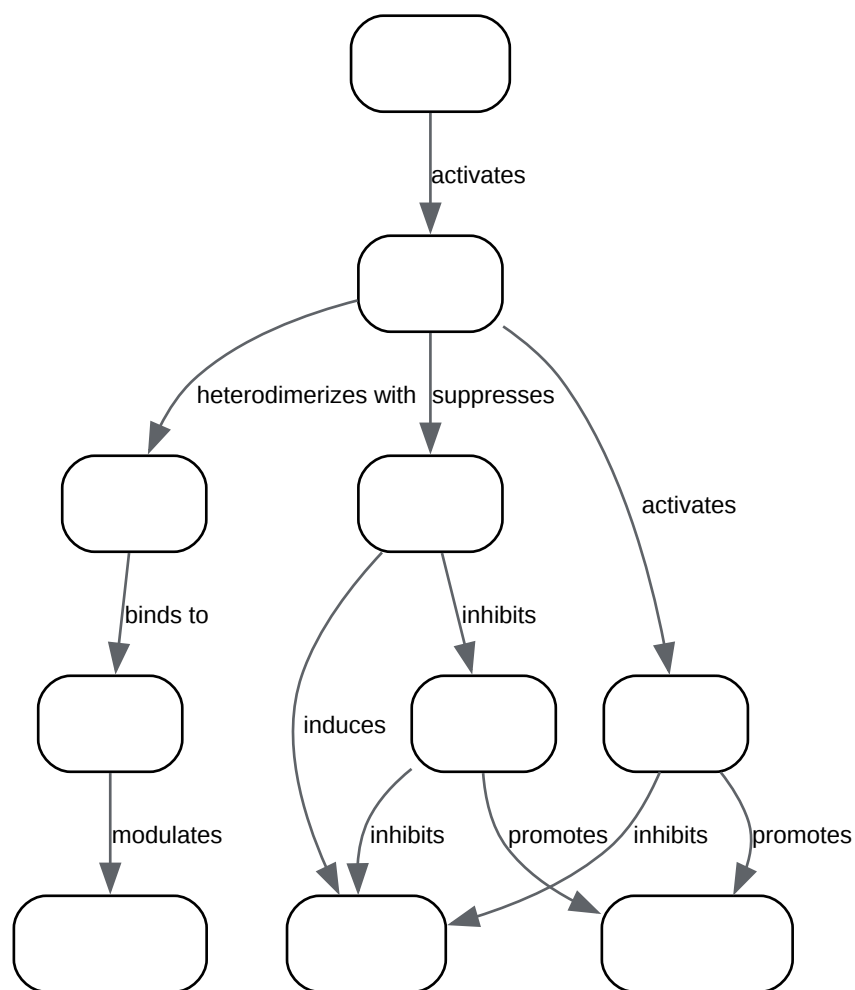 activates
heterodimerizes with
suppresses
activates
binds to
inhibits
induces
modulates
inhibits
promotes
inhibits
promotes